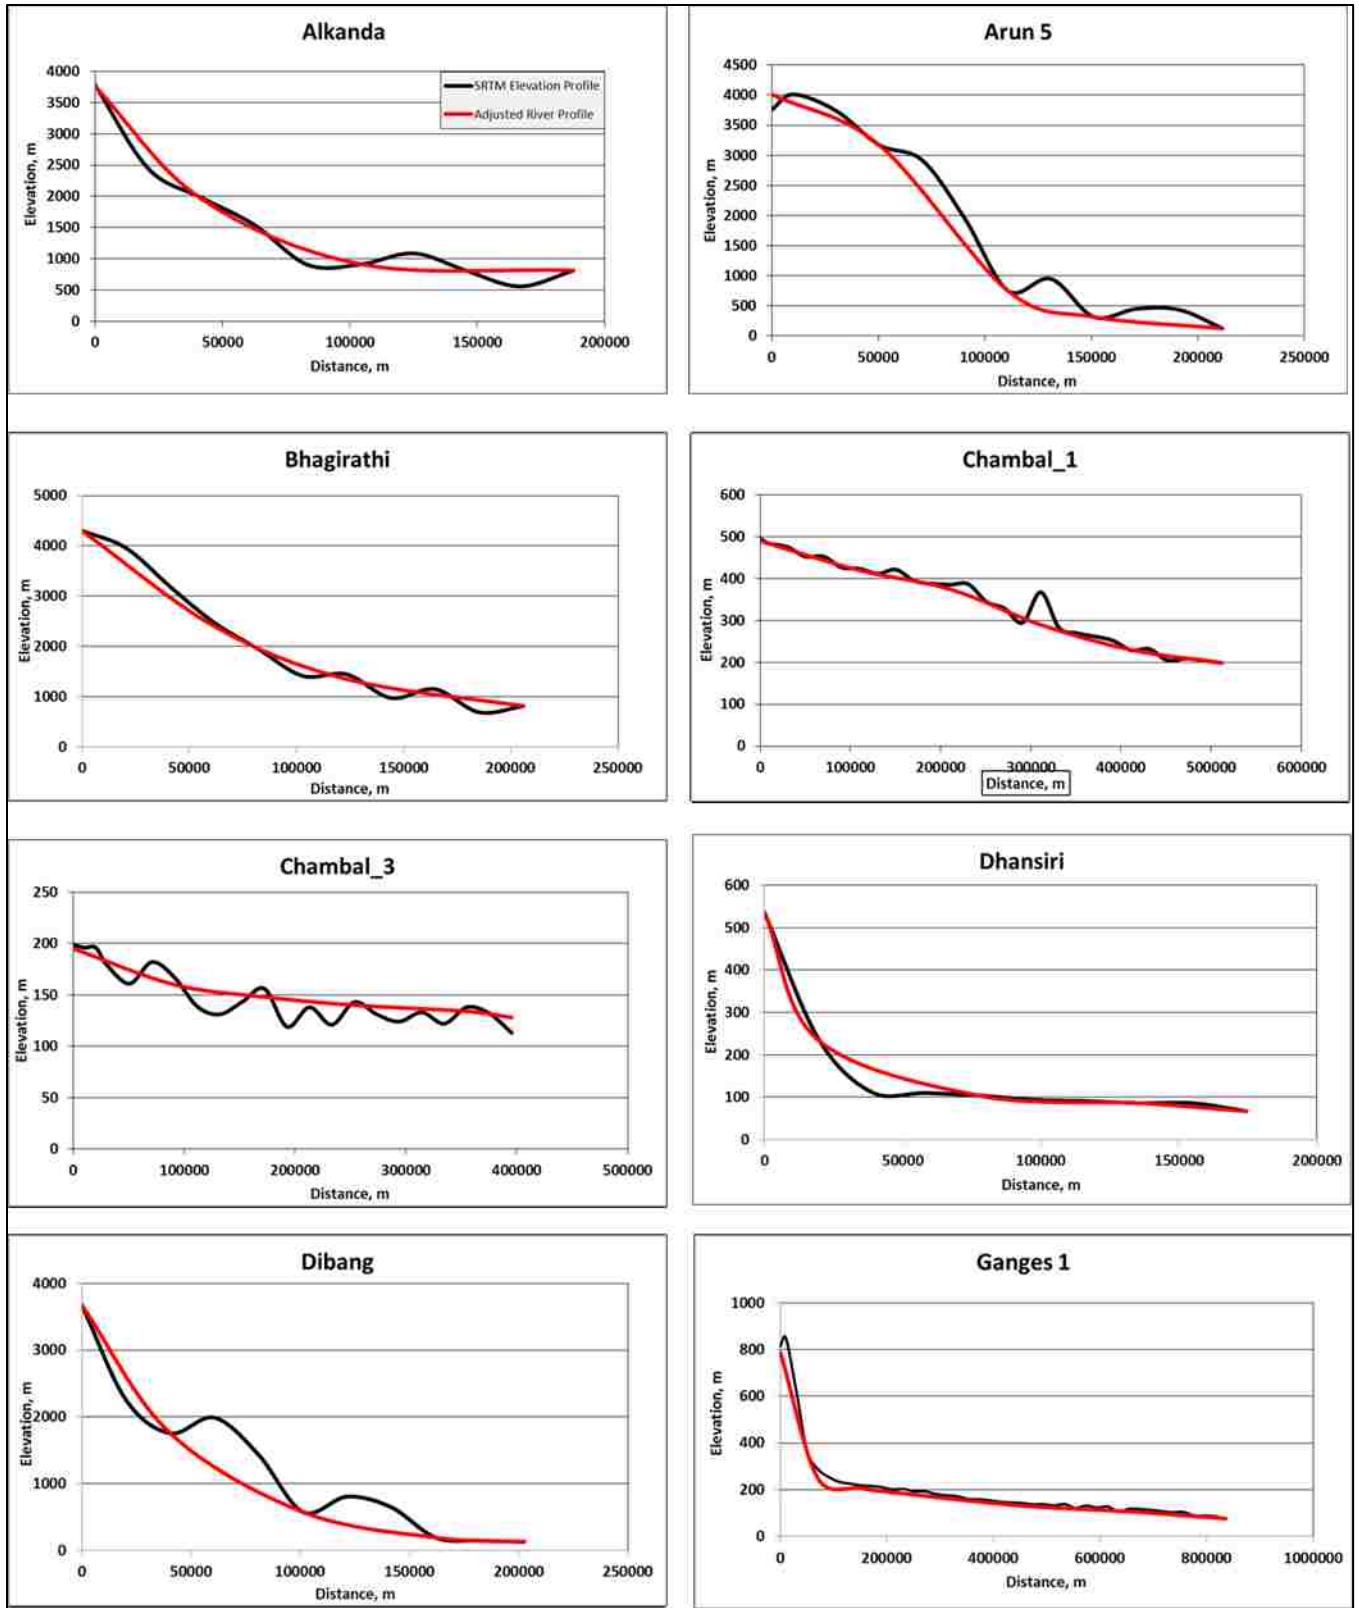 Alkanda
4000
3500
3000
2500
2000
1500
1000
500
0
Elevation, m
SRTM Elevation Profile
Adjusted River Profile
0 50000 100000 150000 200000
Distance, m
Arun 5
4500
4000
3500
3000
2500
2000
1500
1000
500
0
Elevation, m
0 50000 100000 150000 200000 250000
Distance, m
Bhagirathi
5000
4000
3000
2000
1000
0
Elevation, m
0 50000 100000 150000 200000 250000
Distance, m
Chambal_1
600
500
400
300
200
100
0
Elevation, m
0 100000 200000 300000 400000 500000 600000
Distance, m
Chambal_3
250
200
150
100
50
0
Elevation, m
0 100000 200000 300000 400000 500000
Distance, m
Dhansiri
600
500
400
300
200
100
0
Elevation, m
0 50000 100000 150000 200000
Distance, m
Dibang
4000
3000
2000
1000
0
Elevation, m
0 50000 100000 150000 200000 250000
Distance, m
Ganges 1
1000
800
600
400
200
0
Elevation, m
0 200000 400000 600000 800000 1000000
Distance, m